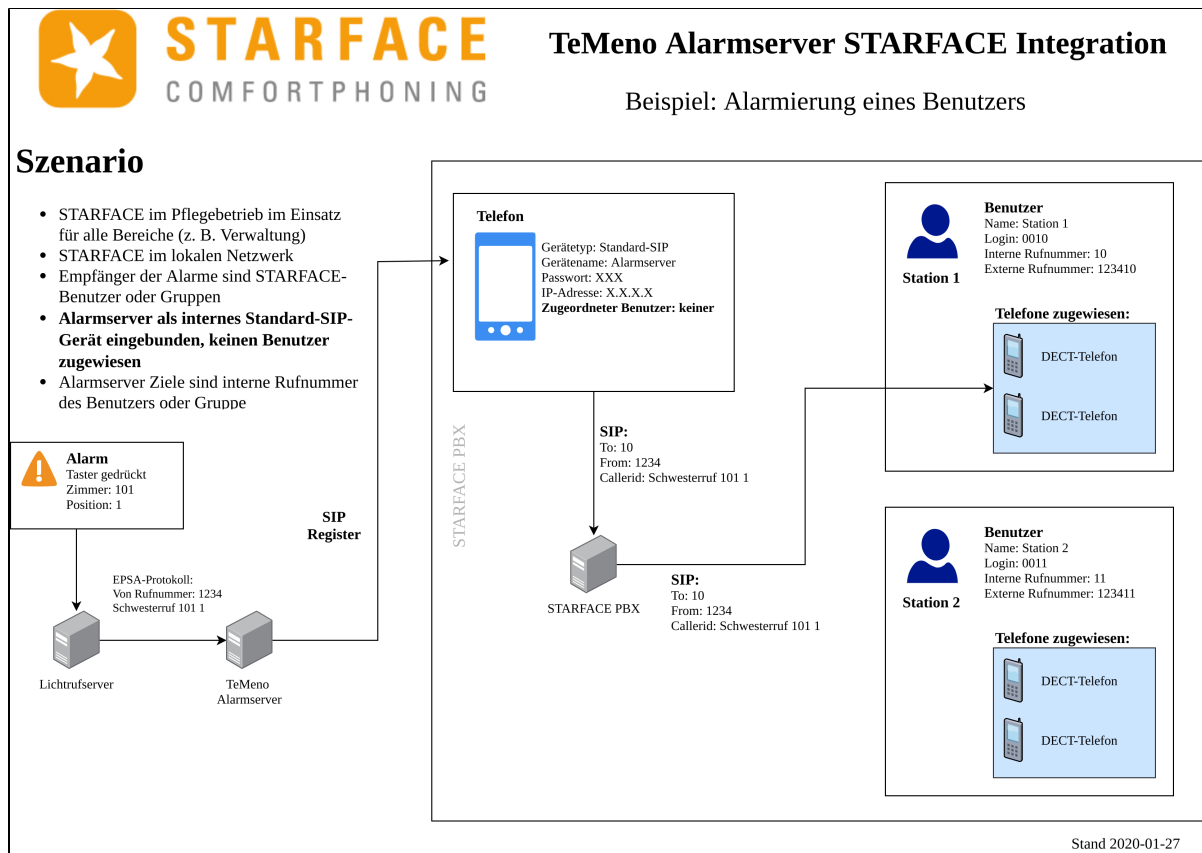 STARFACE
COMFORTPHONING
TeMeno Alarmserver STARFACE Integration
Beispiel: Alarmierung eines Benutzers
Szenario
• STARFACE im Pflegebetrieb im Einsatz
für alle Bereiche (z. B. Verwaltung)
• STARFACE im lokalen Netzwerk
• Empfänger der Alarme sind STARFACE-
Benutzer oder Gruppen
• Alarmserver als internes Standard-SIP-
Gerät eingebunden, keinen Benutzer
zugewiesen
• Alarmserver Ziele sind interne Rufnummer
des Benutzers oder Gruppe
Alarm
Taster gedrückt
Zimmer: 101
Position: 1
EPSA-Protokoll:
Von Rufnummer: 1234
Schwesterruf 101 1
Lichtrufserver
TeMeno
Alarmserver
SIP
Register
STARFACE PBX
Telefon
Gerätetyp: Standard-SIP
Gerätename: Alarmserver
Passwort: XXX
IP-Adresse: X.X.X.X
Zugeordneter Benutzer: keiner
SIP:
To: 10
From: 1234
Callerid: Schwesterruf 101 1
STARFACE PBX
SIP:
To: 10
From: 1234
Callerid: Schwesterruf 101 1
Station 1
Benutzer
Name: Station 1
Login: 0010
Interne Rufnummer: 10
Externe Rufnummer: 123410
Telefone zugewiesen:
DECT-Telefon
DECT-Telefon
Station 2
Benutzer
Name: Station 2
Login: 0011
Interne Rufnummer: 11
Externe Rufnummer: 123411
Telefone zugewiesen:
DECT-Telefon
DECT-Telefon
Stand 2020-01-27